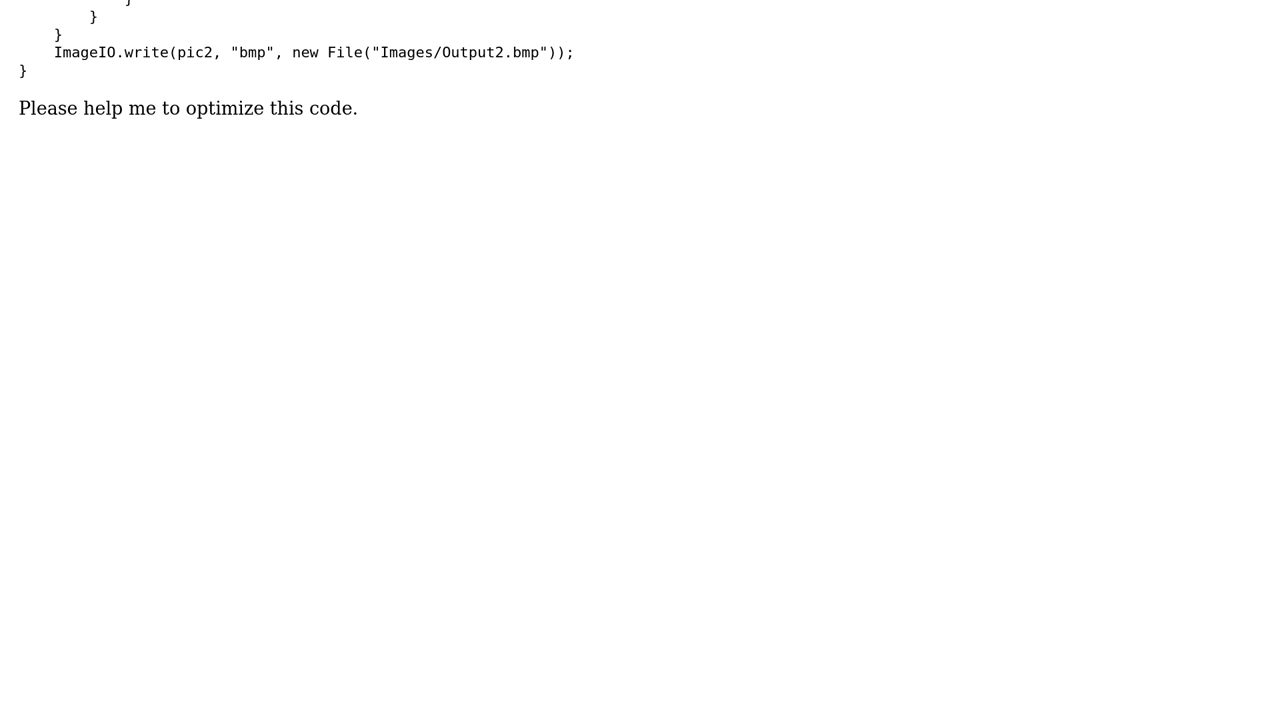 }
}
}
ImageIO.write(pic2, "bmp", new File("Images/Output2.bmp"));
}
Please help me to optimize this code.